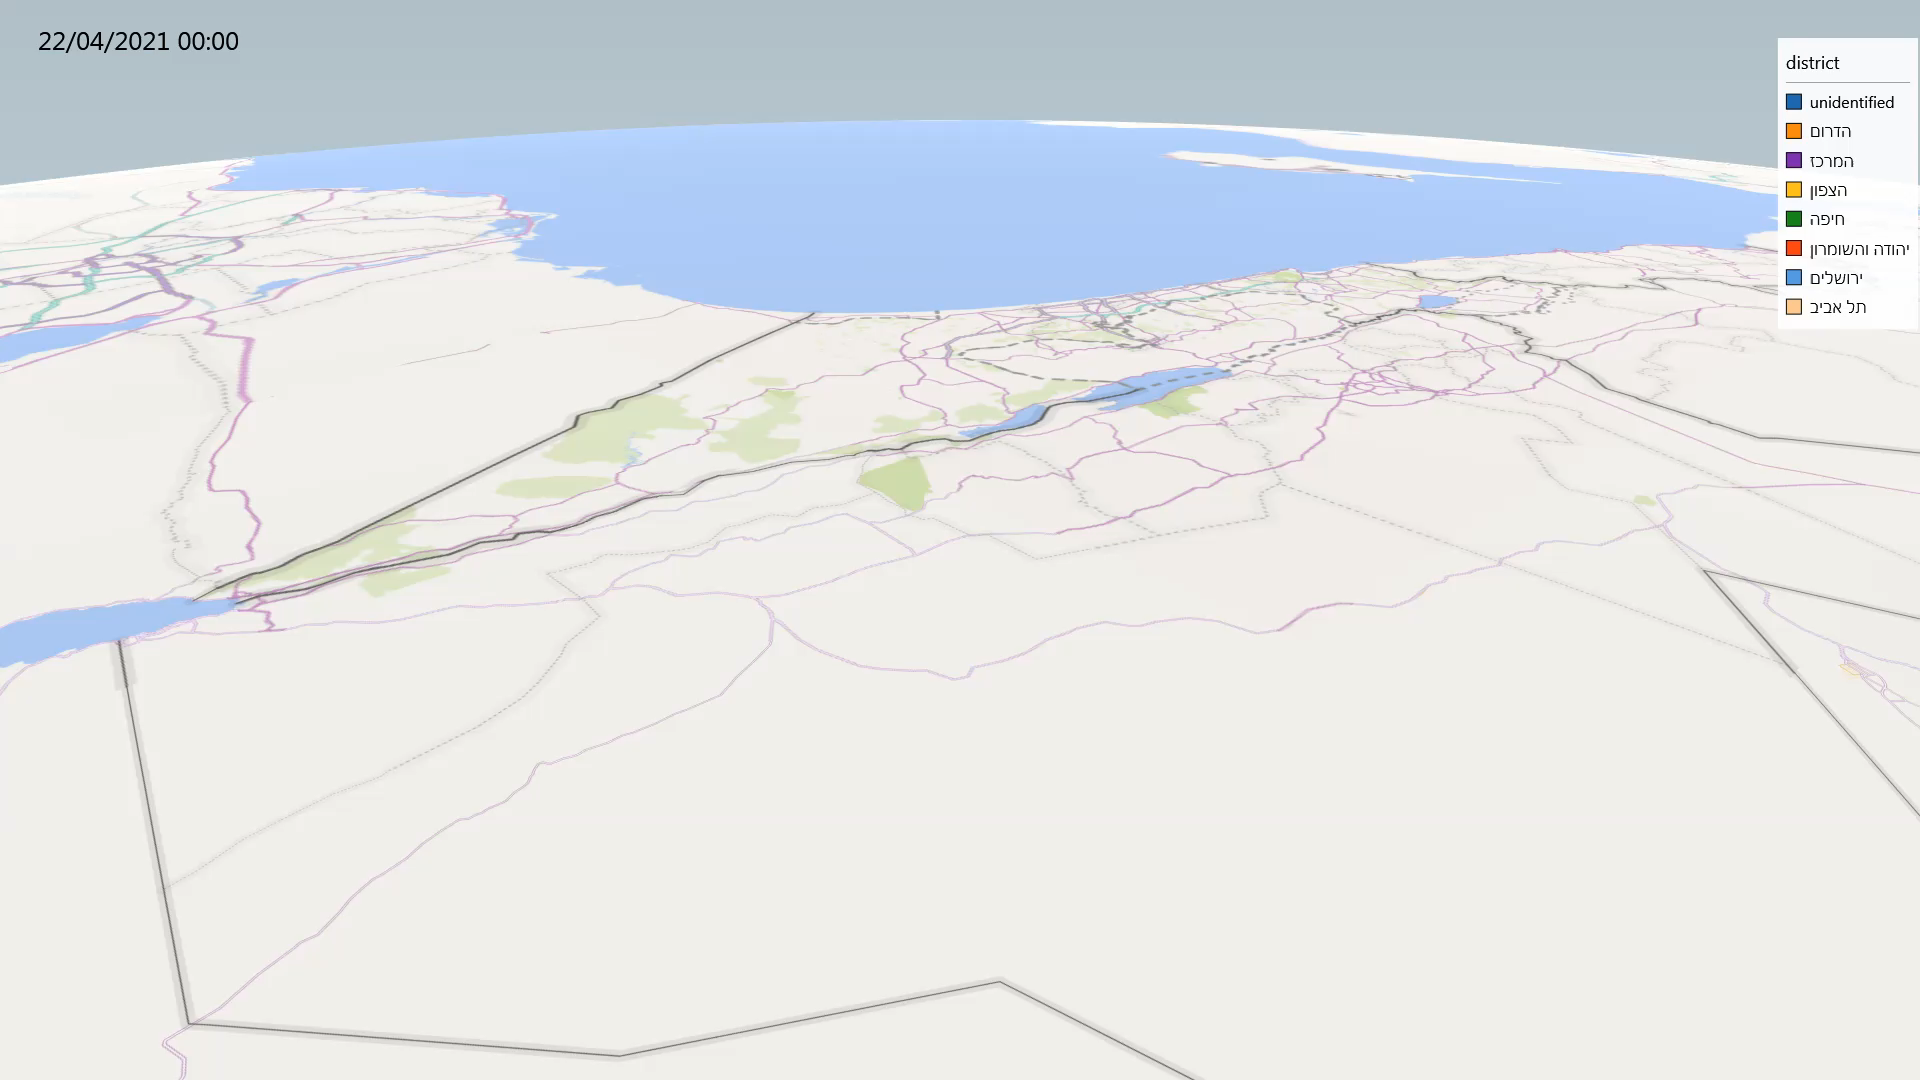 22/04/2021 00:00
district
unidentified
הדרום
המרכז
הצפון
חיפה
יהודה והשומרון
ירושלים
תל אביב